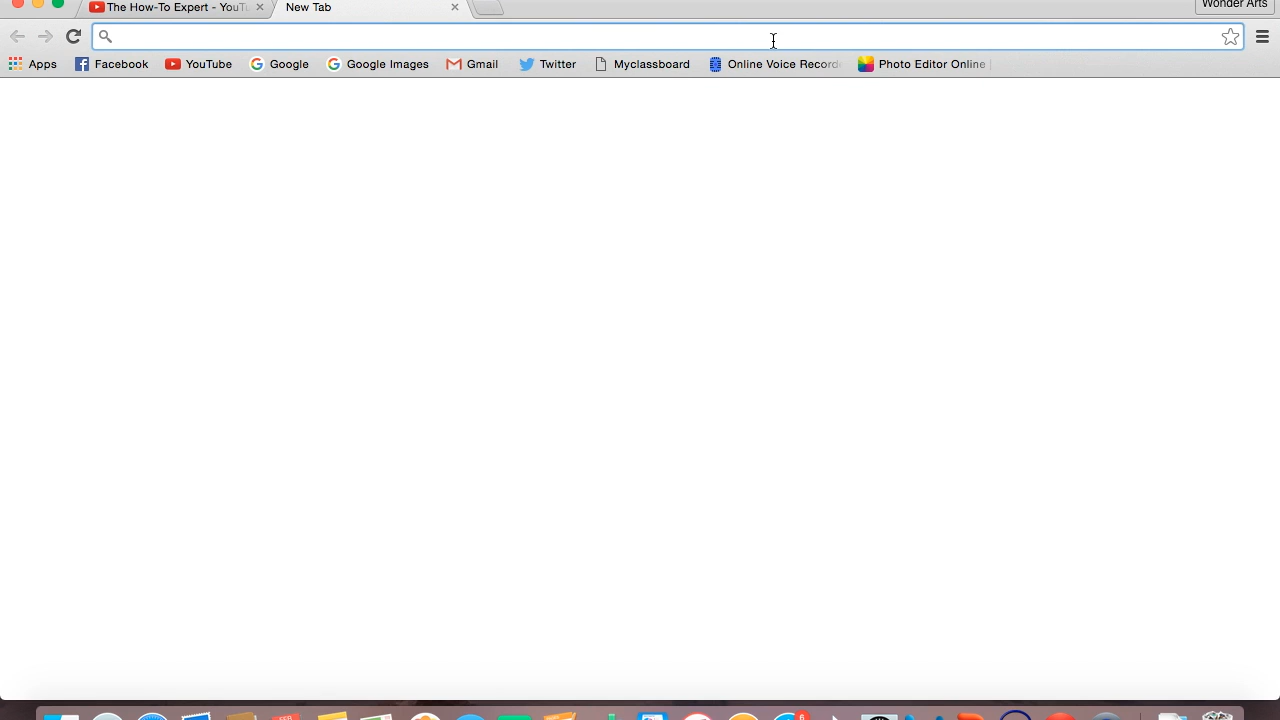 The How-To Expert - YouTu
New Tab
Wonder Arts
Apps
Facebook
YouTube
Google
Google Images
Gmail
Twitter
Myclassboard
Online Voice Record
Photo Editor Online |
6